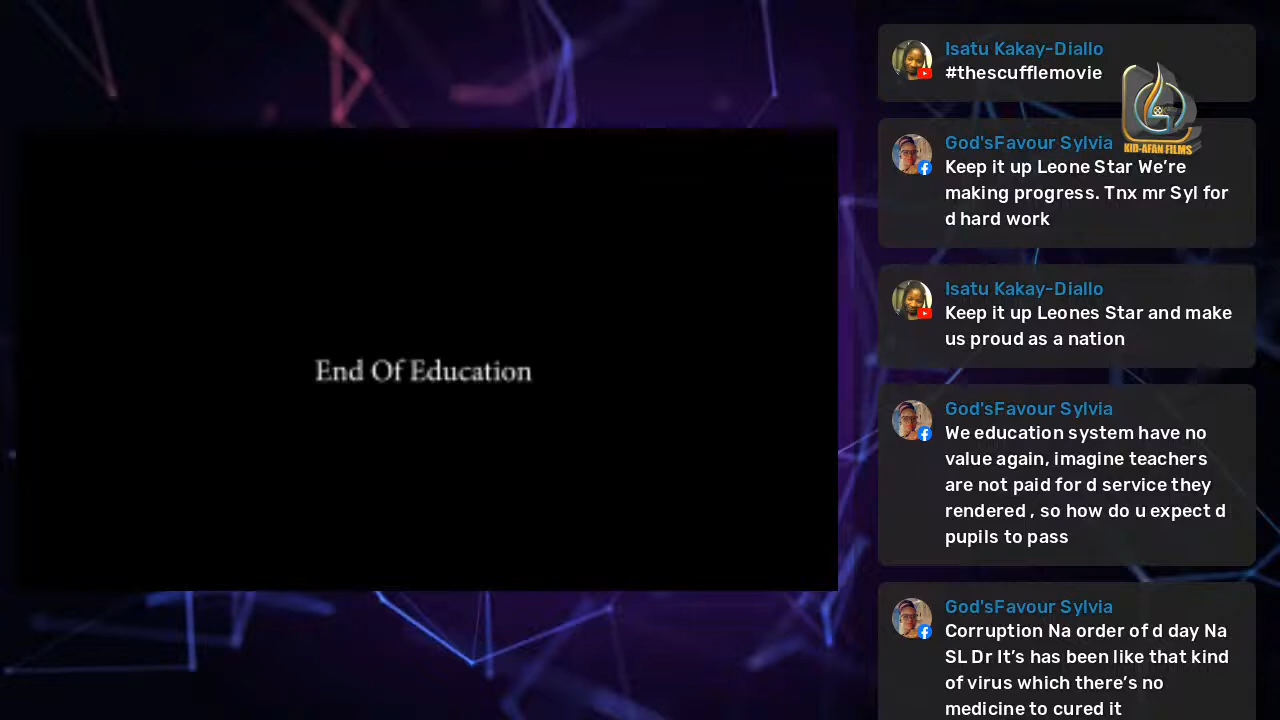 End Of Education
Isatu Kakay-Diallo
#thescufflemovie
KID-AFAN FILMS
God'sFavour Sylvia
Keep it up Leone Star We’re
making progress. Tnx mr Syl for
d hard work
Isatu Kakay-Diallo
Keep it up Leones Star and make
us proud as a nation
God'sFavour Sylvia
We education system have no
value again, imagine teachers
are not paid for d service they
rendered , so how do u expect d
pupils to pass
God'sFavour Sylvia
Corruption Na order of d day Na
SL Dr It’s has been like that kind
of virus which there’s no
medicine to cured it